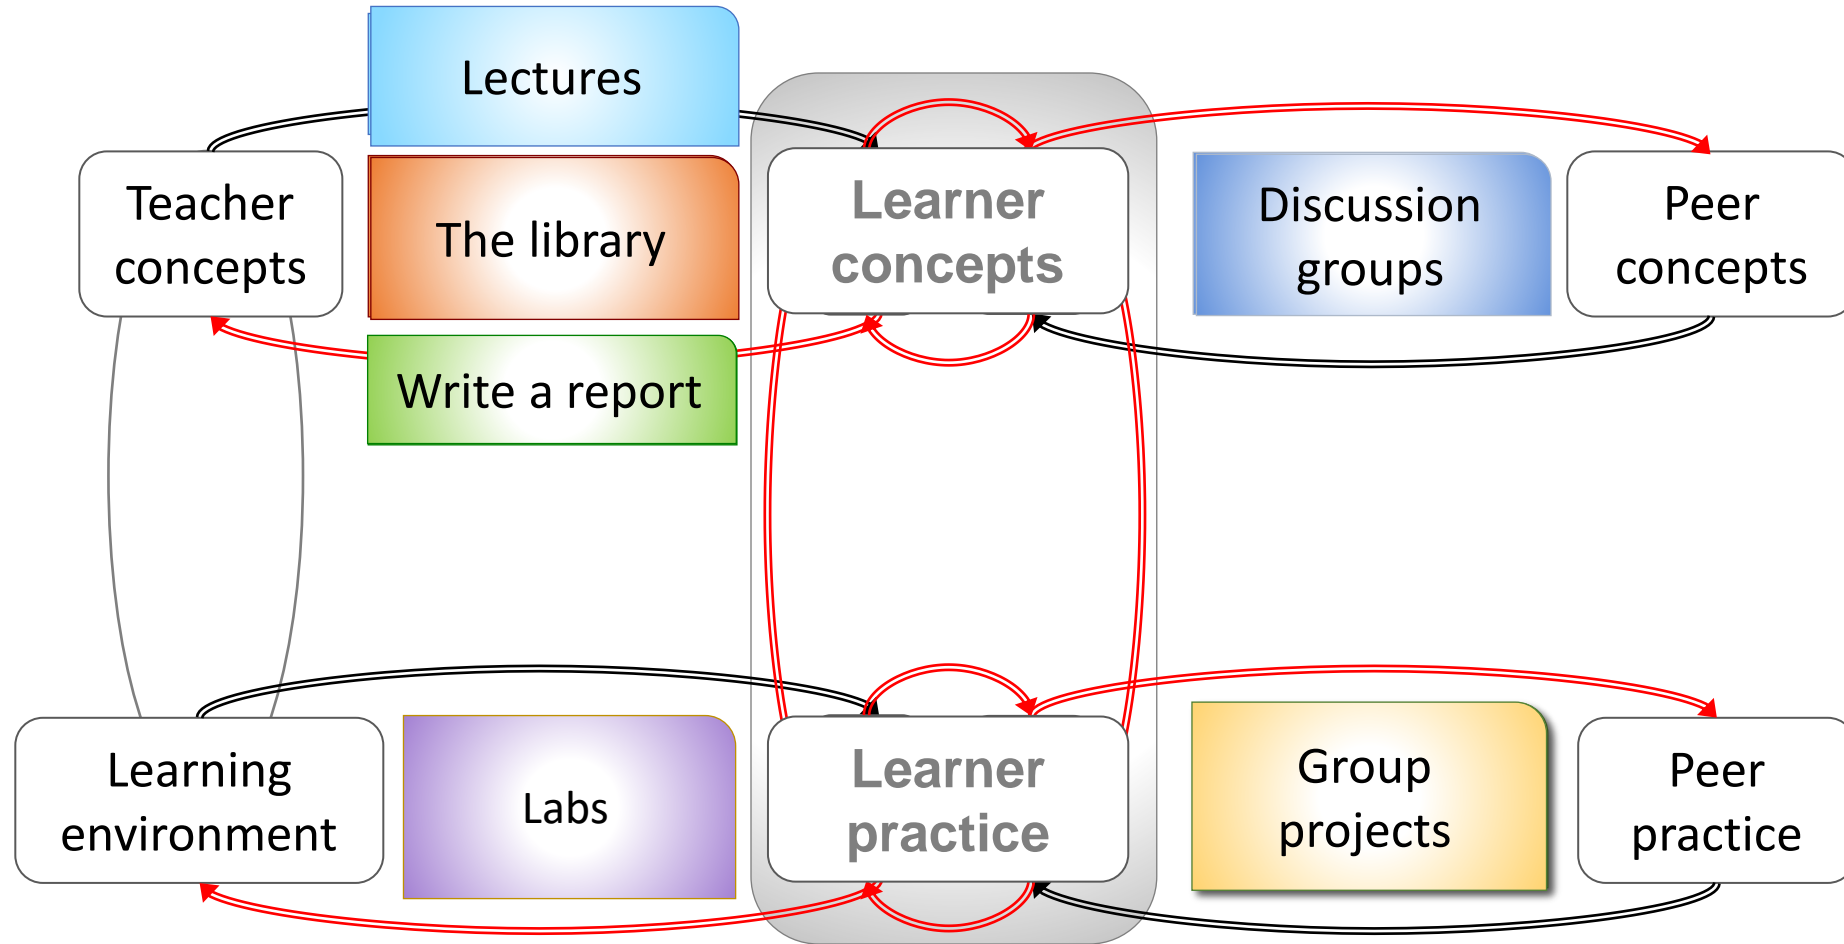 Lectures
Teacher
concepts
The library
Write a report
Learner
concepts
Discussion
groups
Peer
concepts
Learning
environment
Labs
Learner
practice
Group
projects
Peer
practice